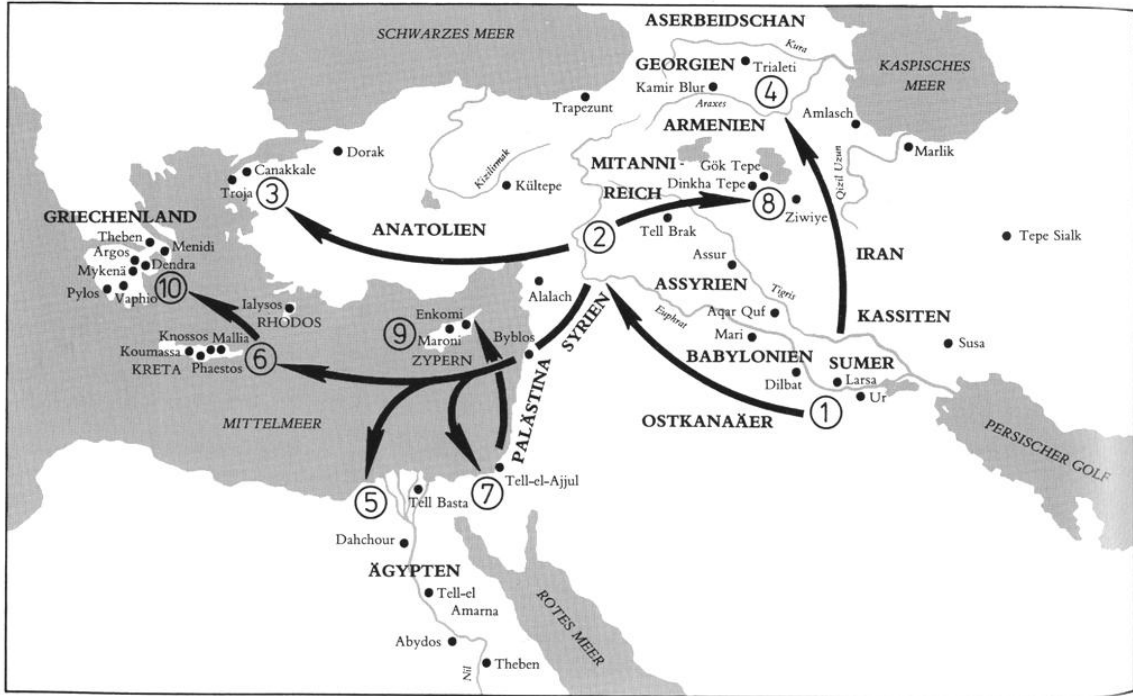 ASERBEIDSCHAN
SCHWARZES MEER
Kura
GEORGIEN
Trialeti
KASPISCHES
MEER
Kamir Blur
4
Araxes
Trapezunt
Amlasch
ARMENIEN
Dorak
Marlik
Canakkale
Kizilirmak
MITANNI-
REICH
Gök Tepe
Qizil Uzun
Troja
3
Kültepe
Dinkha Tepe
8
Ziwiye
GRIECHENLAND
ANATOLIEN
2
Tell Brak
Tepe Sialk
Theben
Menidi
Argos
Dendra
IRAN
Mykenä
Assur
Pylos
Vaphio
10
Alalach
ASSYRIEN
Tigris
Ialysos
RHODOS
Euphrat
Aqar Quf
KASSITEN
9
Enkomi
Maroni
ZYPERN
Byblos
SYRIEN
Mari
Knossos
Mallia
Koumassa
Phaestos
KRETA
6
BABYLONIEN
SUMER
Susa
Dilbat
Larsa
1
Ur
MITTELMEER
PALÄSTINA
OSTKANAÄER
PERSISCHER GOLF
5
Tell Basta
7
Tell-el-Ajjul
Dahchour
ÄGYPTEN
Tell-el
Amarna
ROTES MEER
Abydos
Theben
Nil